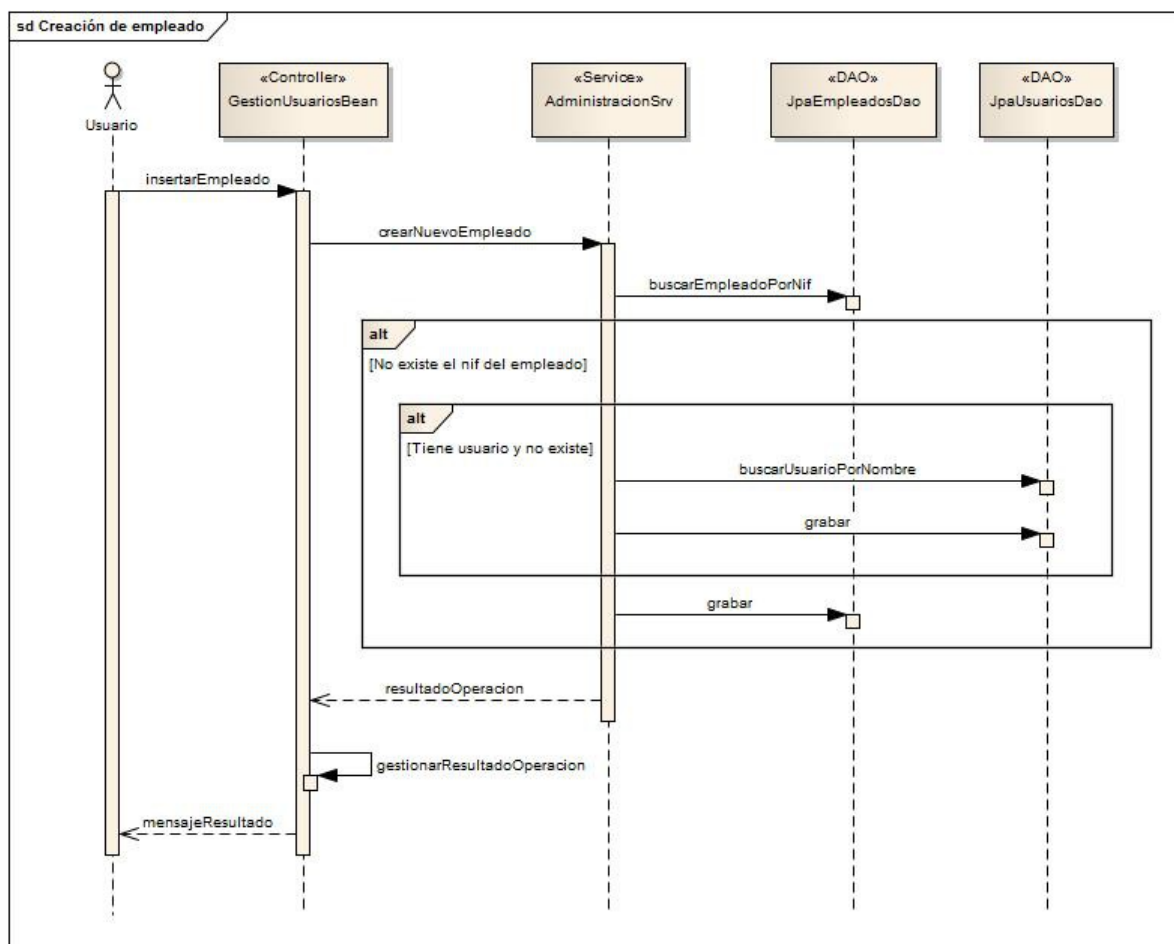 sd Creación de empleado
Usuario
«Controller»
GestionUsuariosBean
«Service»
AdministracionSrv
«DAO»
JpaEmpleadosDao
«DAO»
JpaUsuariosDao
insertarEmpleado
crearNuevoEmpleado
buscarEmpleadoPorNif
alt
[No existe el nif del empleado]
alt
[Tiene usuario y no existe]
buscarUsuarioPorNombre
grabar
grabar
resultadoOperacion
gestionarResultadoOperacion
mensajeResultado